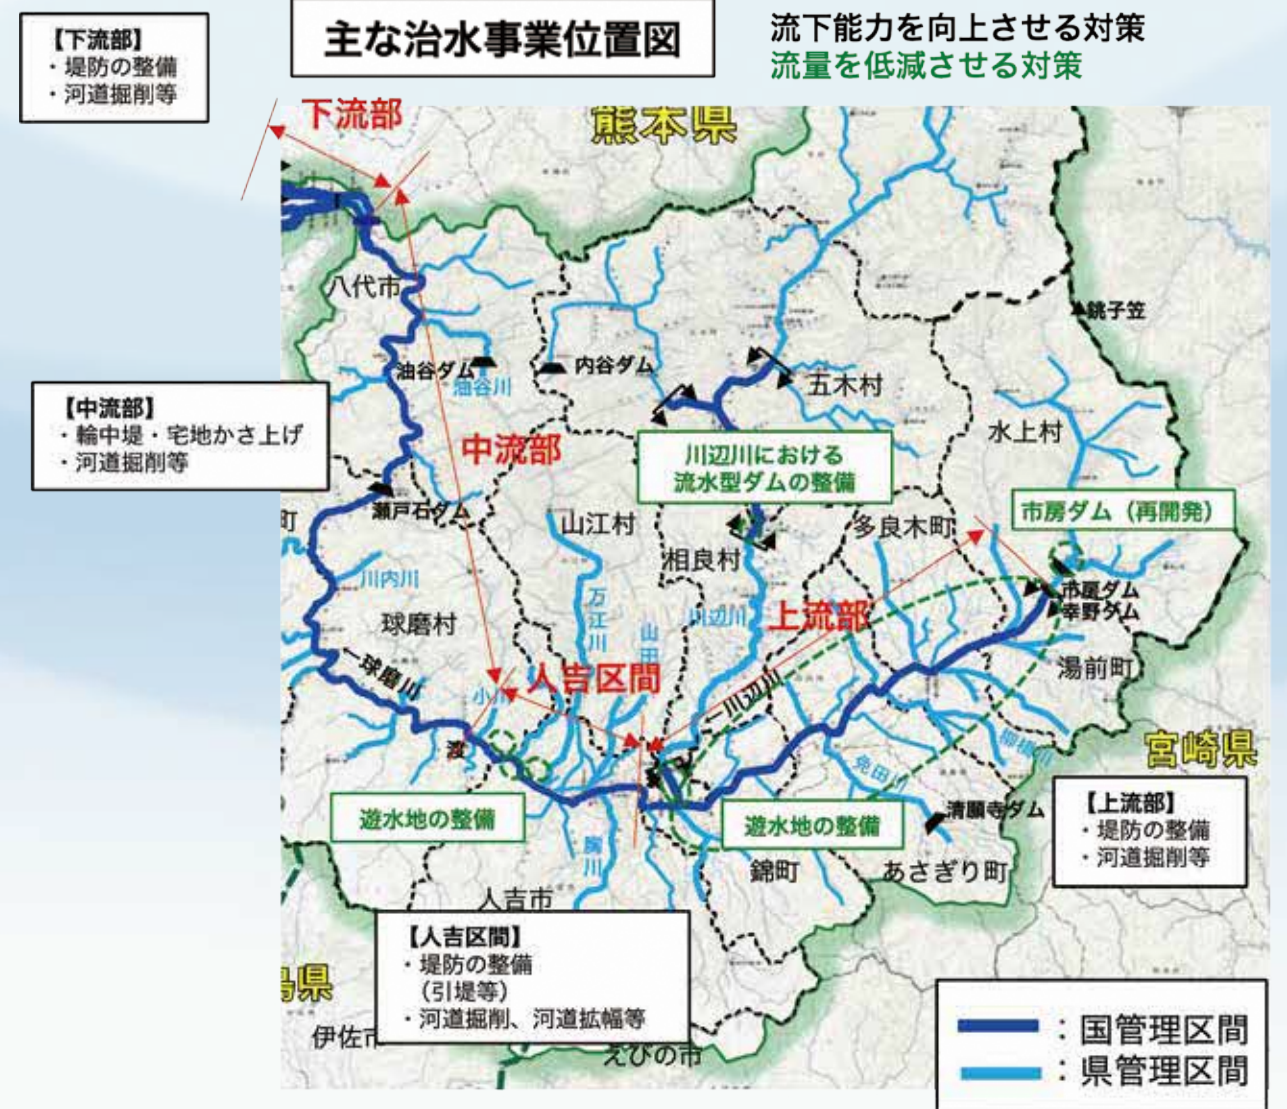 【下流部】
・堤防の整備
・河道掘削等
主な治水事業位置図
流下能力を向上させる対策
流量を低減させる対策
下流部
熊本県
八代市
銚子笠
油谷ダム
油谷川
内谷ダム
五木村
【中流部】
・輪中堤・宅地かさ上げ
・河道掘削等
中流部
水上村
川辺川における
流水型ダムの整備
瀬戸石ダム
町
山江村
相良村
多良木町
市房ダム（再開発）
川内川
球磨村
万江川
山田
川辺川
上流部
市房ダム
幸野ダム
湯前町
球磨川
小川
人吉区間
川辺川
渡
免田川
柳橋川
宮崎県
遊水地の整備
遊水地の整備
清願寺ダム
【上流部】
・堤防の整備
・河道掘削等
胸川
錦町
あさぎり町
人吉市
【人吉区間】
・堤防の整備
（引堤等）
・河道掘削、河道拡幅等
島県
伊佐市
えびの市
：国管理区間
：県管理区間